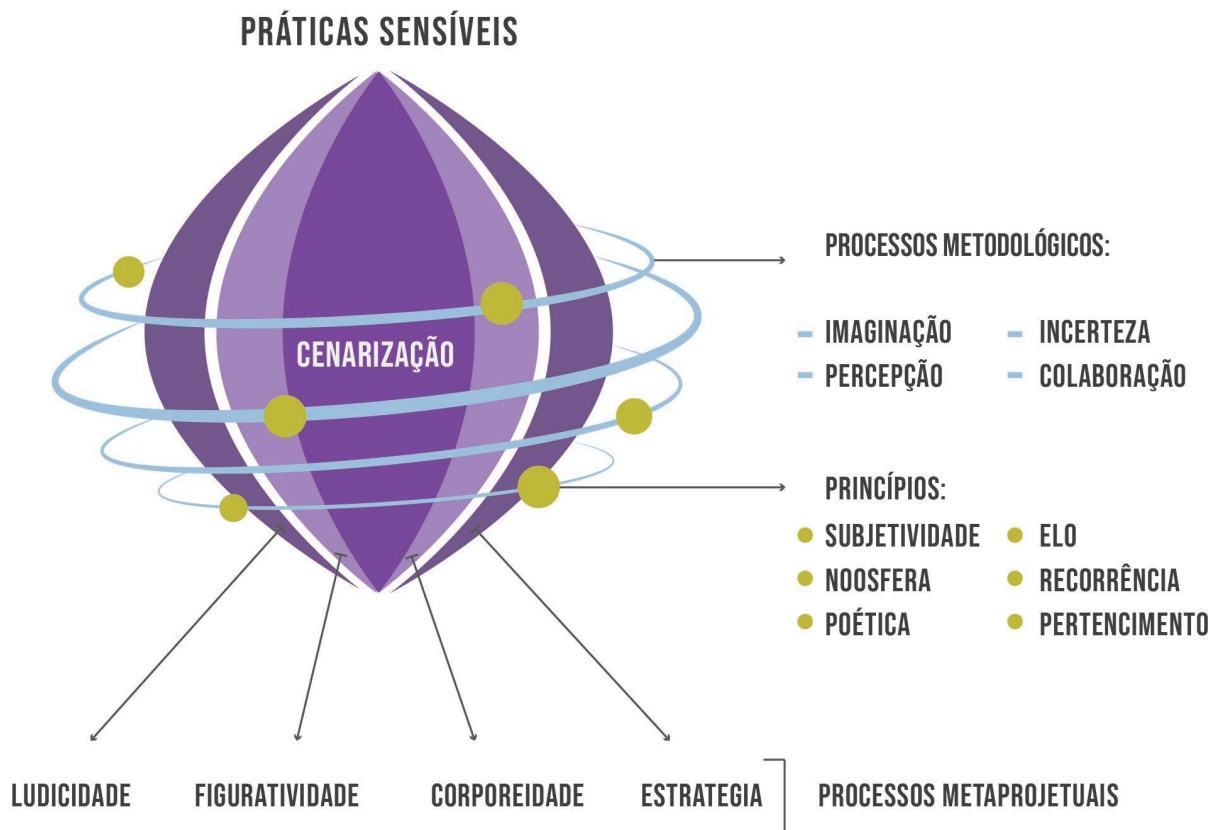 PRÁTICAS SENSÍVEIS
CENARIZAÇÃO
PROCESSOS METODOLÓGICOS:
IMAGINAÇÃO
INCERTEZA
PERCEPÇÃO
COLABORAÇÃO
PRINCÍPIOS:
SUBJETIVIDADE
ELO
NOOSFERA
RECORRÊNCIA
POÉTICA
PERTENCIMENTO
LUDICIDADE
FIGURATIVIDADE
CORPOREIDADE
ESTRATEGIA
PROCESSOS METAPROJETUAIS